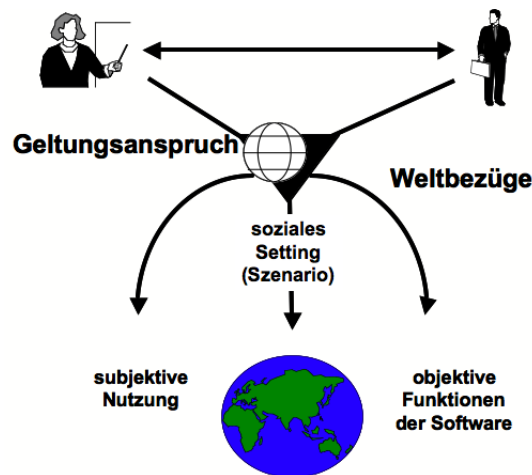 Geltungsanspruch
Weltbezüge
soziales
Setting
(Szenario)
subjektive
Nutzung
objektive
Funktionen
der Software